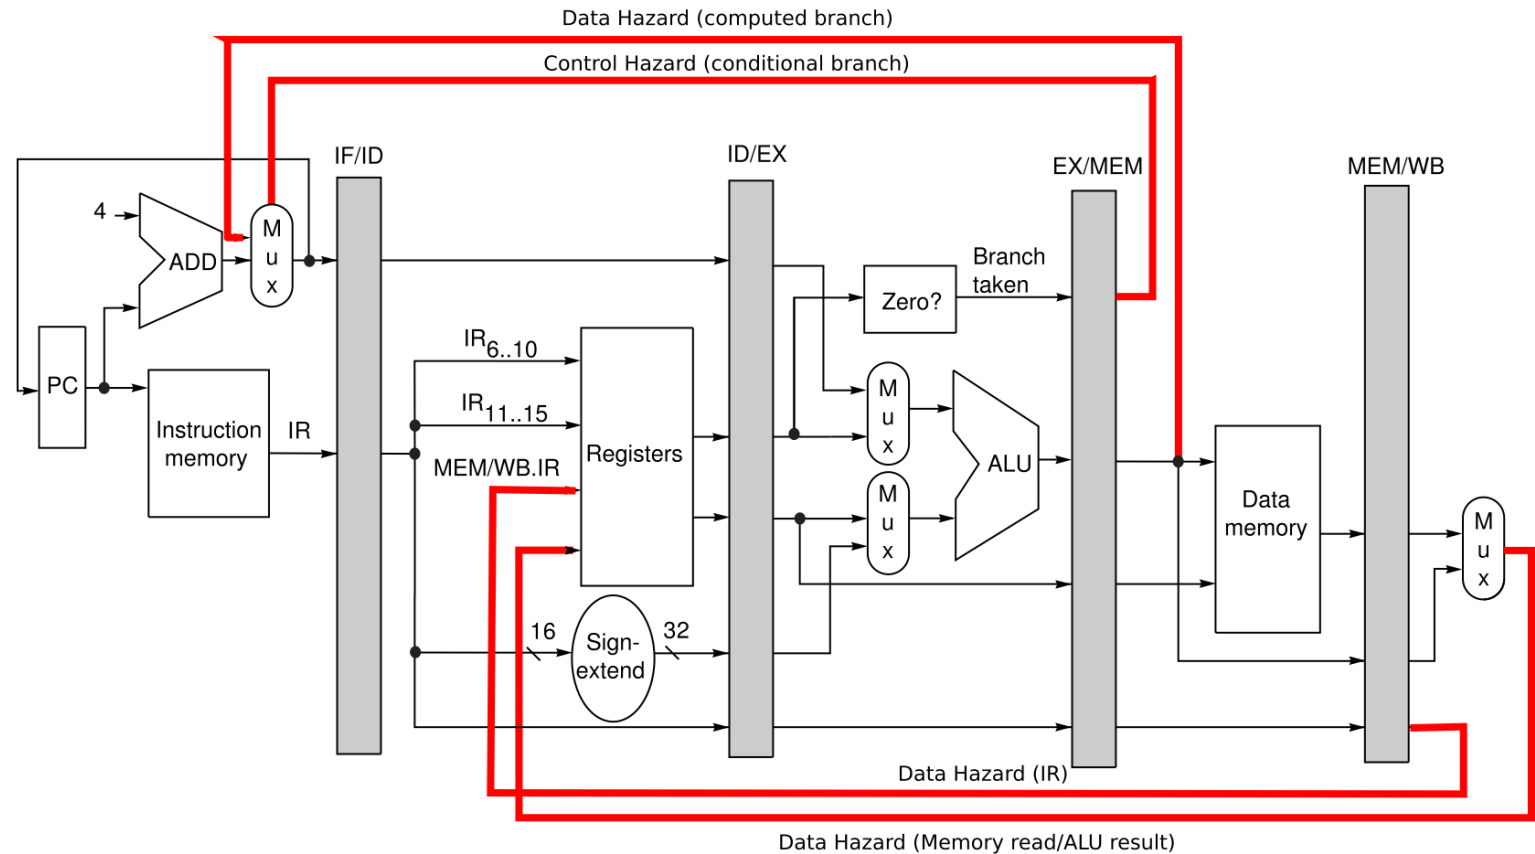 Data Hazard (computed branch)
Control Hazard (conditional branch)
IF/ID
ID/EX
EX/MEM
MEM/WB
4
ADD
M
u
x
PC
Instruction
memory
IR
IR6..10
IR11..15
MEM/WB.IR
Registers
16
Sign-
extend
32
Zero?
Branch
taken
M
u
x
M
u
x
ALU
Data
memory
M
u
x
Data Hazard (IR)
Data Hazard (Memory read/ALU result)